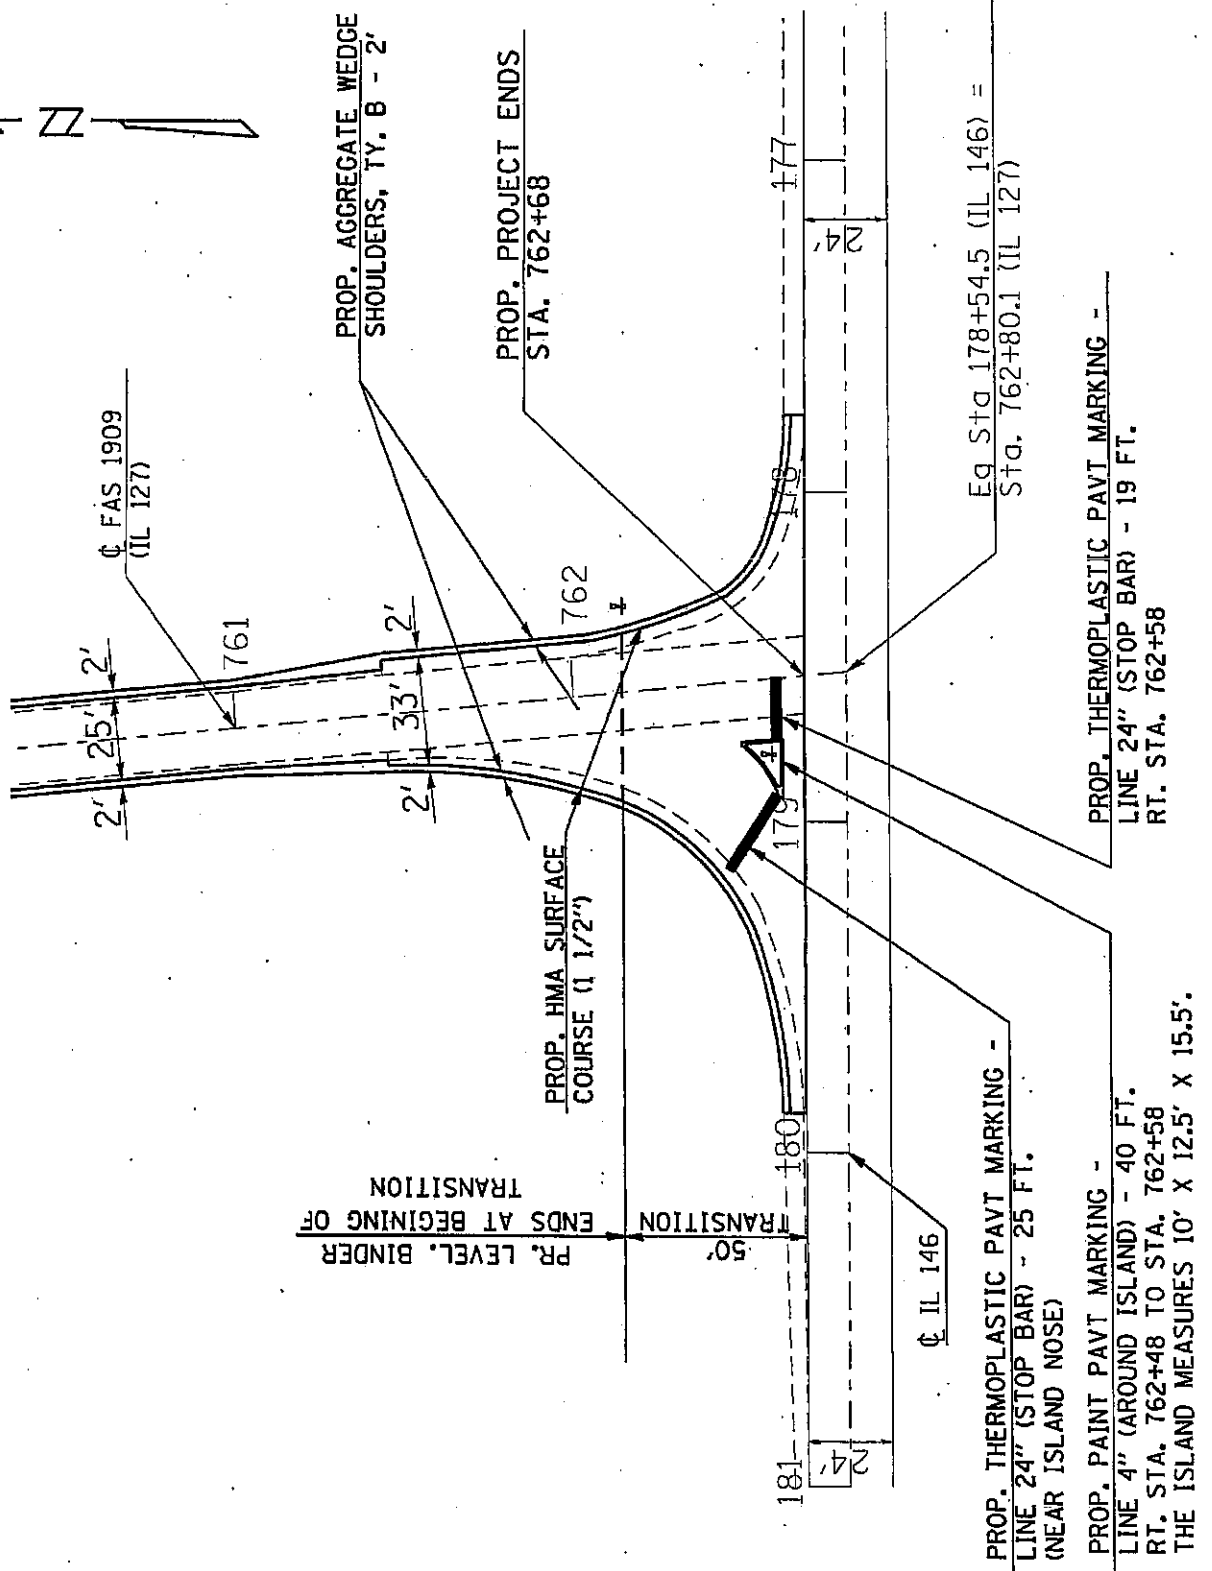 N
PROP. AGGREGATE WEDGE
SHOULDERS, TY. B - 2'
PROP. PROJECT ENDS
STA. 762+68
℄ FAS 1909
(IL 127)
2'
25'
2'
761
2'
33'
2'
762
PROP. HMA SURFACE
COURSE (1 1/2")
PR. LEVEL. BINDER
ENDS AT BEGINING OF
TRANSITION
50'
TRANSITION
177
178
179
180
181
24'
24'
℄ IL 146
Eq Sta 178+54.5 (IL 146) =
Sta. 762+80.1 (IL 127)
PROP. THERMOPLASTIC PAVT MARKING -
LINE 24" (STOP BAR) - 19 FT.
RT. STA. 762+58
PROP. THERMOPLASTIC PAVT MARKING -
LINE 24" (STOP BAR) - 25 FT.
(NEAR ISLAND NOSE)
PROP. PAINT PAVT MARKING -
LINE 4" (AROUND ISLAND) - 40 FT.
RT. STA. 762+48 TO STA. 762+58
THE ISLAND MEASURES 10' X 12.5' X 15.5'.